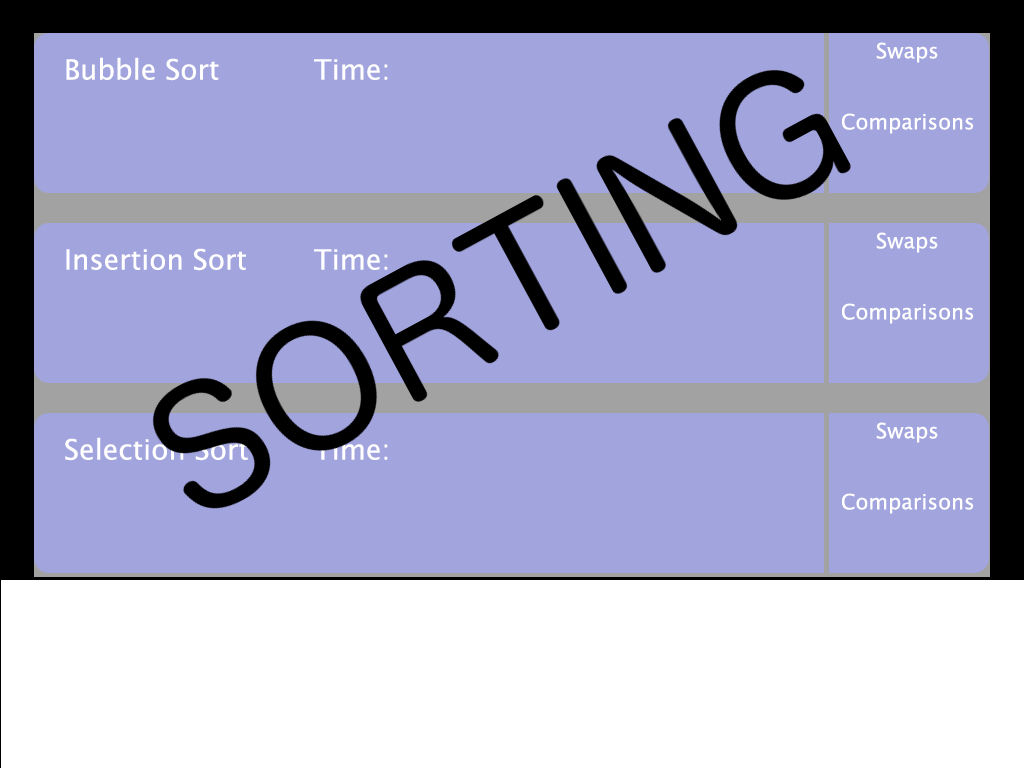 Bubble Sort Time:
Swaps
Comparisons
SORTING
Insertion Sort Time:
Swaps
Comparisons
Selection Sort Time:
Swaps
Comparisons